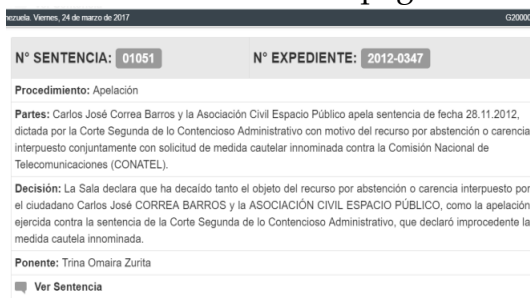 nezuela. Viernes, 24 de marzo de 2017 G20000
N° SENTENCIA: 01051 N° EXPEDIENTE: 2012-0347
Procedimiento: Apelación
Partes: Carlos José Correa Barros y la Asociación Civil Espacio Público apela sentencia de fecha 28.11.2012,
dictada por la Corte Segunda de lo Contencioso Administrativo con motivo del recurso por abstención o carencia
interpuesto conjuntamente con solicitud de medida cautelar innominada contra la Comisión Nacional de
Telecomunicaciones (CONATEL).
Decisión: La Sala declara que ha decaído tanto el objeto del recurso por abstención o carencia interpuesto por
el ciudadano Carlos José CORREA BARROS y la ASOCIACIÓN CIVIL ESPACIO PÚBLICO, como la apelación
ejercida contra la sentencia de la Corte Segunda de lo Contencioso Administrativo, que declaró improcedente la
medida cautela innominada.
Ponente: Trina Omaira Zurita
Ver Sentencia